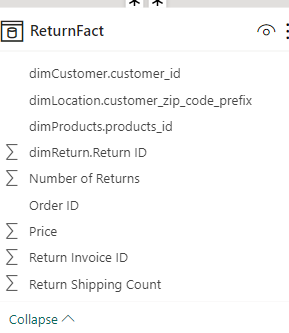 * *
ReturnFact
dimCustomer.customer_id
dimLocation.customer_zip_code_prefix
dimProducts.products_id
∑ dimReturn.Return ID
∑ Number of Returns
Order ID
∑ Price
∑ Return Invoice ID
∑ Return Shipping Count
Collapse